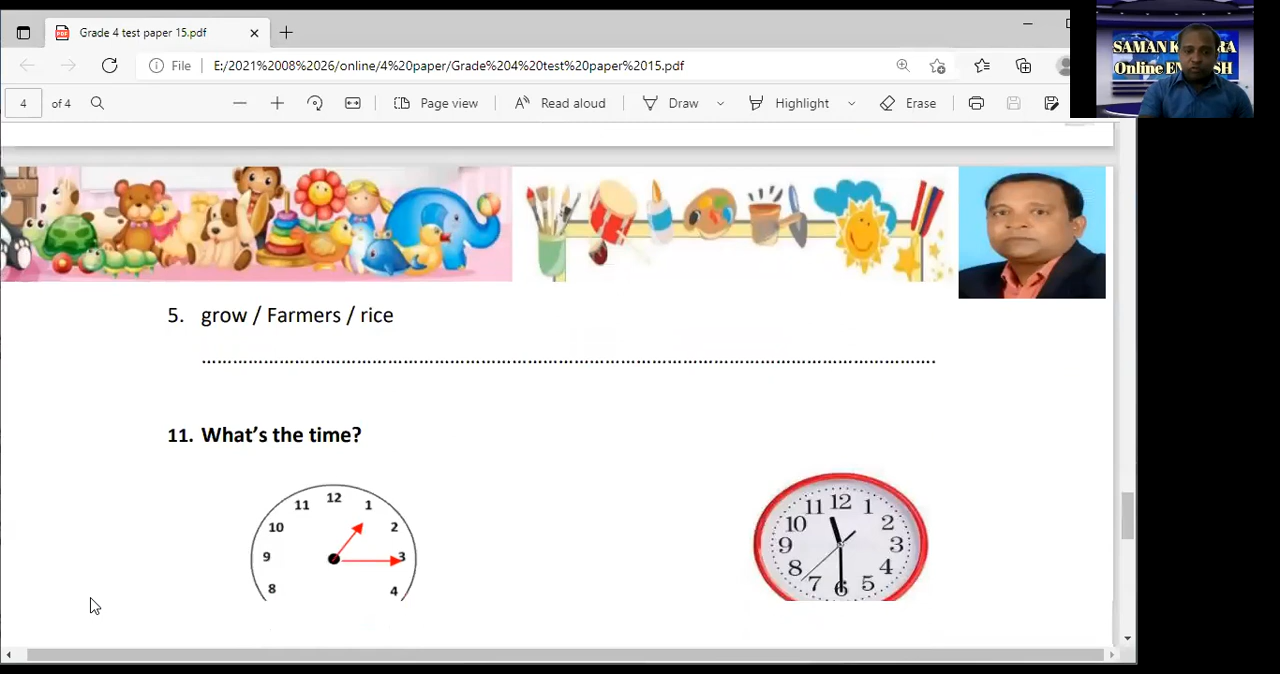 Grade 4 test paper 15.pdf
File E:/2021%2008%2026/online/4%20paper/Grade%204%20test%20paper%2015.pdf
4 of 4 Page view Read aloud Draw Highlight Erase
Online EN
5. grow / Farmers / rice
........................................................................................................
11. What's the time?
12
11 1
10 2
9 3
8 4
12
11 1
10 2
9 3
8 4
7 6 5